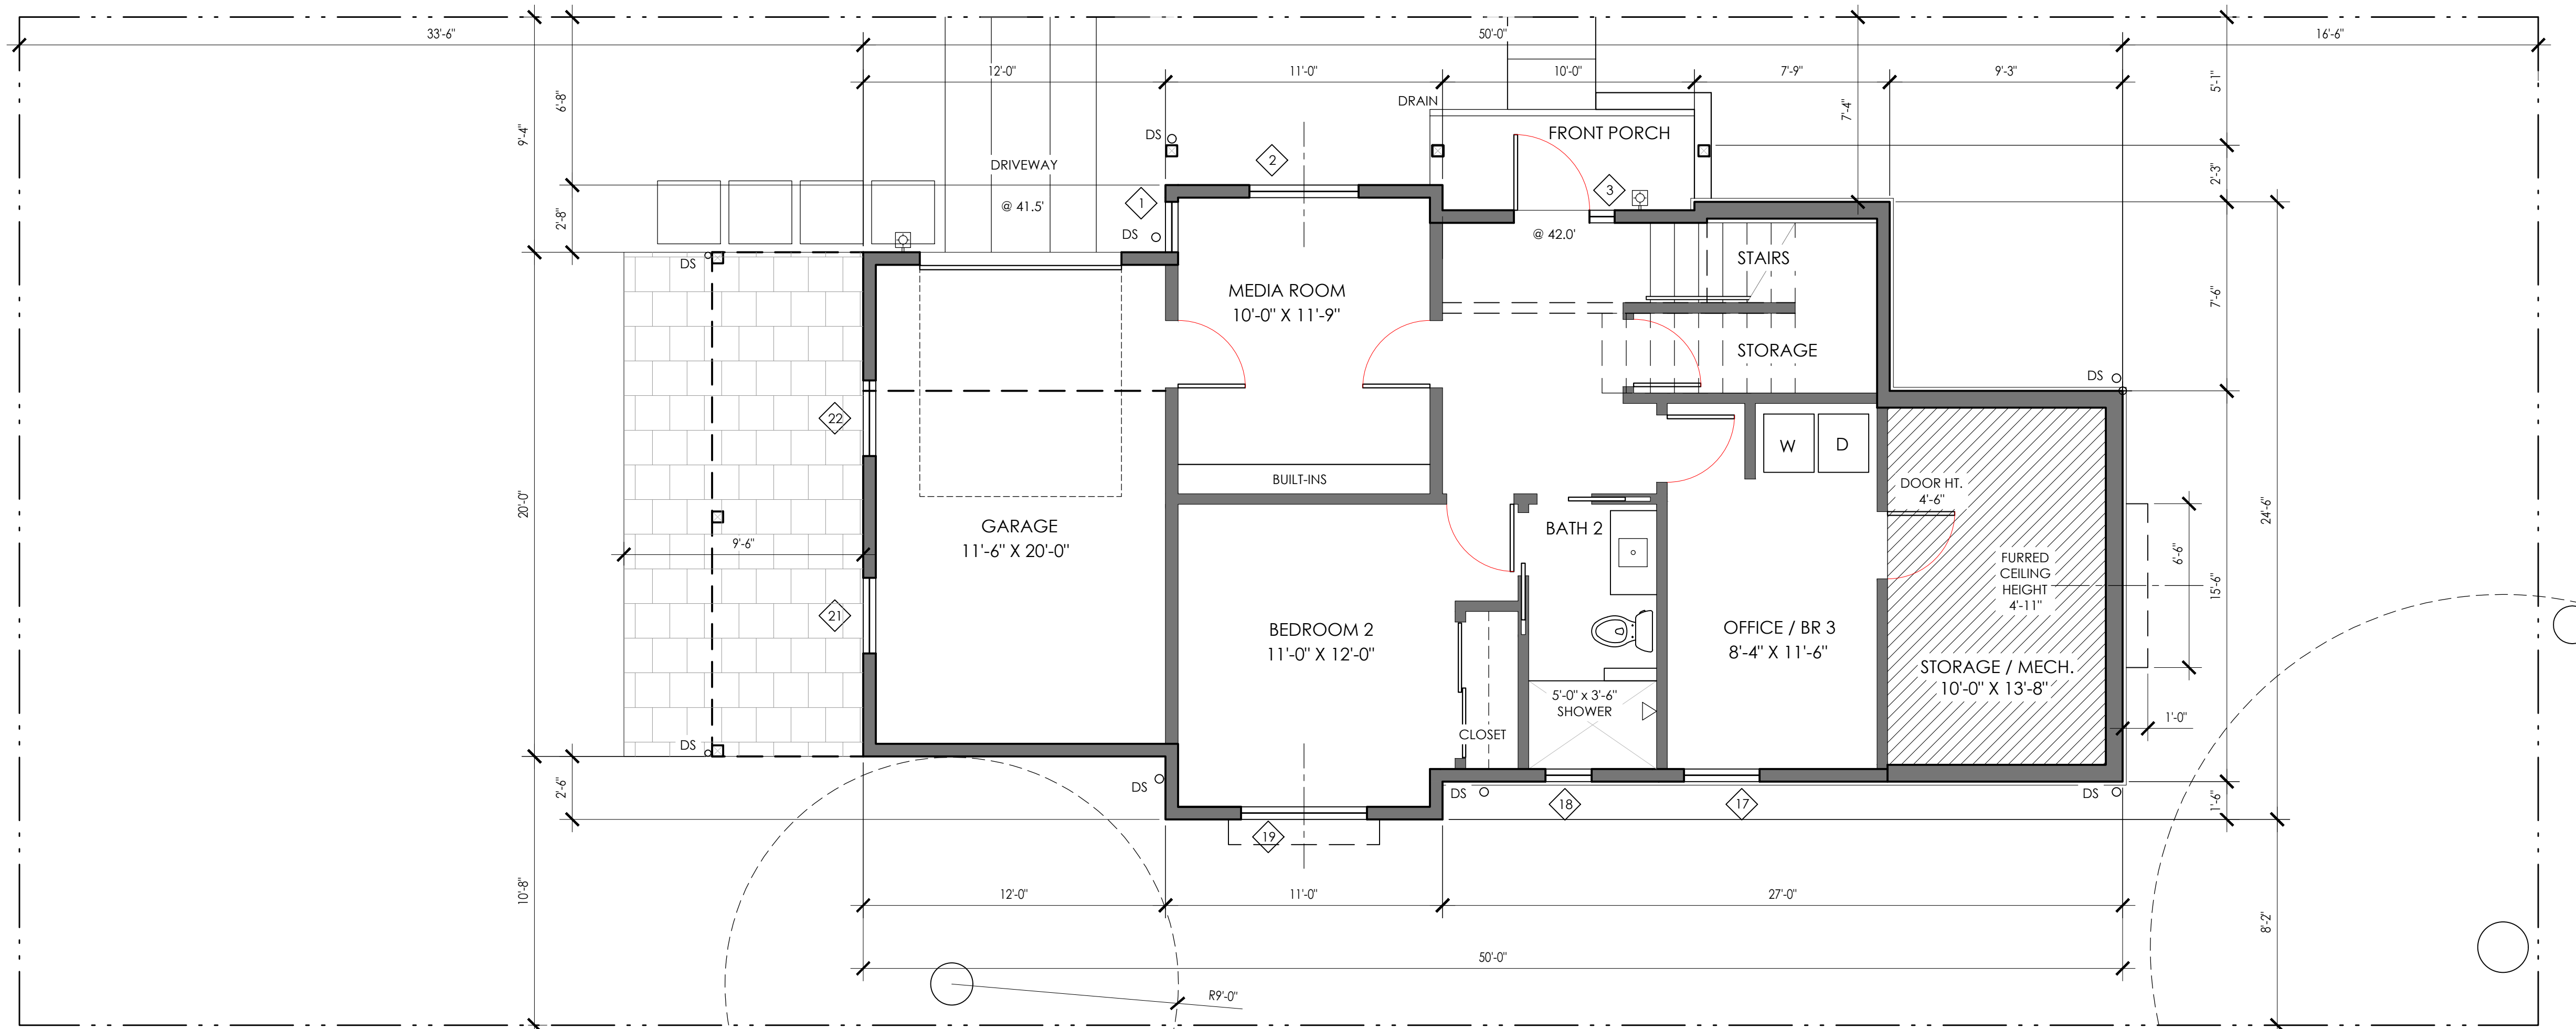 33'-6"
50'-0"
16'-6"
12'-0"
11'-0"
10'-0"
7'-9"
9'-3"
6'-8"
9'-4"
2'-8"
7'-4"
5'-1"
2'-3"
7'-6"
DRAIN
FRONT PORCH
DS
DRIVEWAY
@ 41.5'
2
1
3
DS
@ 42.0'
DS
STAIRS
MEDIA ROOM
10'-0" X 11'-9"
STORAGE
DS
22
W
D
BUILT-INS
DOOR HT.
4'-6"
20'-0"
GARAGE
11'-6" X 20'-0"
9'-6"
BATH 2
24'-6"
6'-6"
15'-6"
FURRED
CEILING
HEIGHT
4'-11"
21
BEDROOM 2
11'-0" X 12'-0"
OFFICE / BR 3
8'-4" X 11'-6"
STORAGE / MECH.
10'-0" X 13'-8"
5'-0" x 3'-6"
SHOWER
1'-0"
CLOSET
DS
DS
DS
DS
2'-6"
18
17
1'-6"
19
10'-8"
12'-0"
11'-0"
27'-0"
8'-2"
50'-0"
R9'-0"